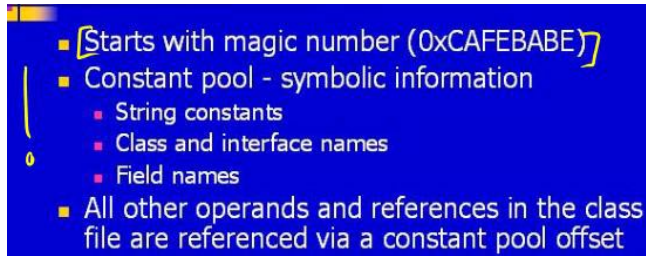 Starts with magic number (0xCAFEBABE)
Constant pool - symbolic information
String constants
Class and interface names
Field names
All other operands and references in the class
file are referenced via a constant pool offset